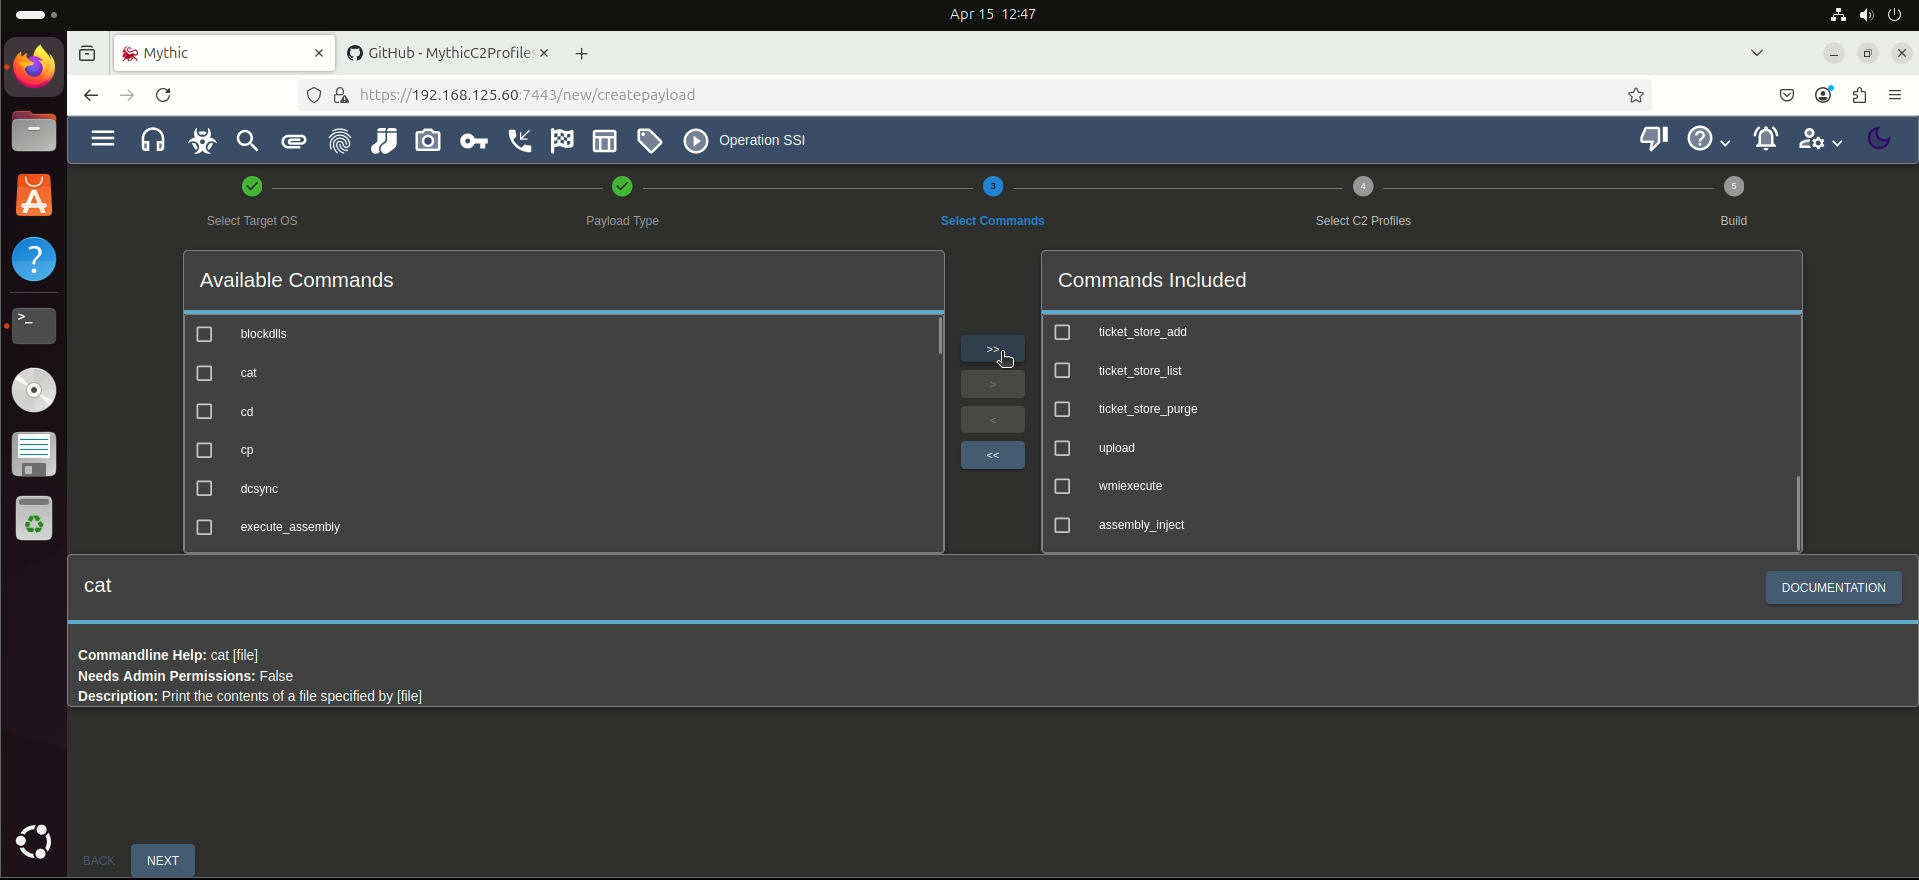 Apr 15 12:47
Mythic
GitHub - MythicC2Profiles
https://192.168.125.60:7443/new/createpayload
Operation SSI
3
4
5
Select Target OS
Payload Type
Select Commands
Select C2 Profiles
Build
Available Commands
blockdlls
cat
cd
cp
dcsync
execute_assembly
>>
>
<
<<
Commands Included
ticket_store_add
ticket_store_list
ticket_store_purge
upload
wmiexecute
assembly_inject
cat
DOCUMENTATION
Commandline Help: cat [file]
Needs Admin Permissions: False
Description: Print the contents of a file specified by [file]
BACK
NEXT